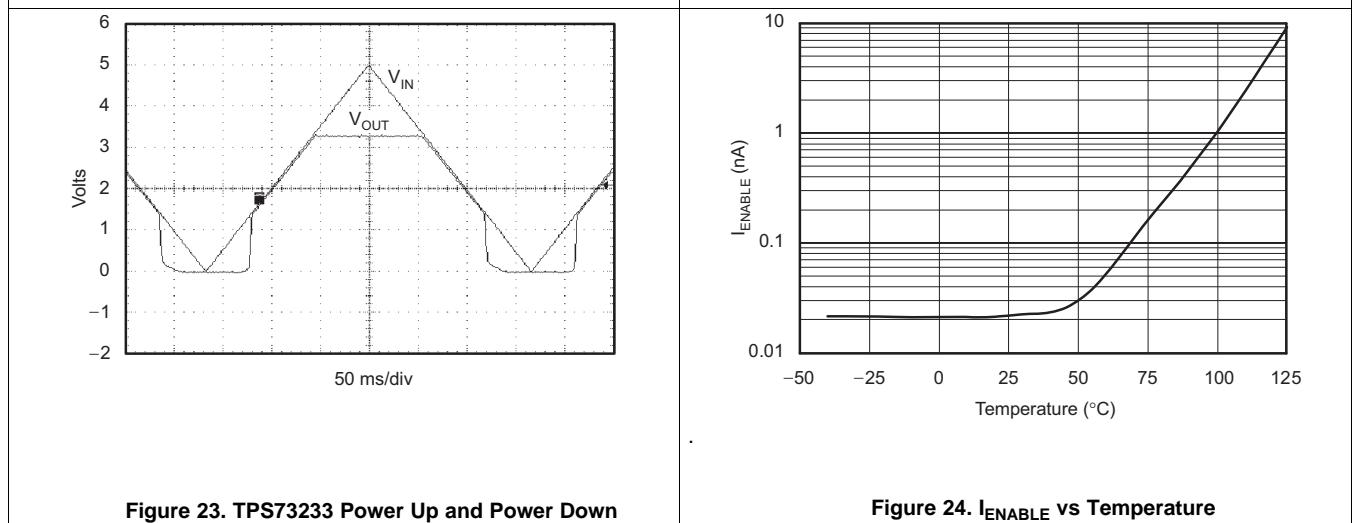 6
5
4
3
2
1
0
−1
−2
Volts
V_IN
V_OUT
50 ms/div
Figure 23. TPS73233 Power Up and Power Down
10
1
0.1
0.01
I_ENABLE (nA)
−50 −25 0 25 50 75 100 125
Temperature (°C)
.
Figure 24. I_ENABLE vs Temperature